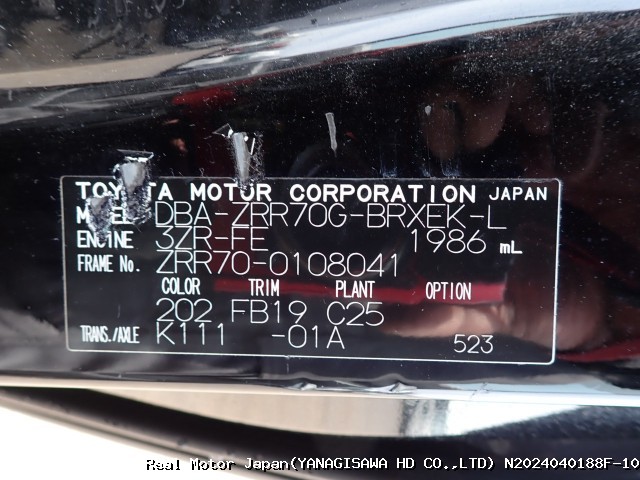 TOYOTA MOTOR CORPORATION JAPAN
MODEL DBA-ZRR70G-BRXEK-L
ENGINE 3ZR-FE 1986 mL
FRAME No. ZRR70-0108041
COLOR TRIM PLANT OPTION
202 FB19 C25
TRANS./AXLE K111 -01A 523
Real Motor Japan(YANAGISAWA HD CO.,LTD) N2024040188F-10